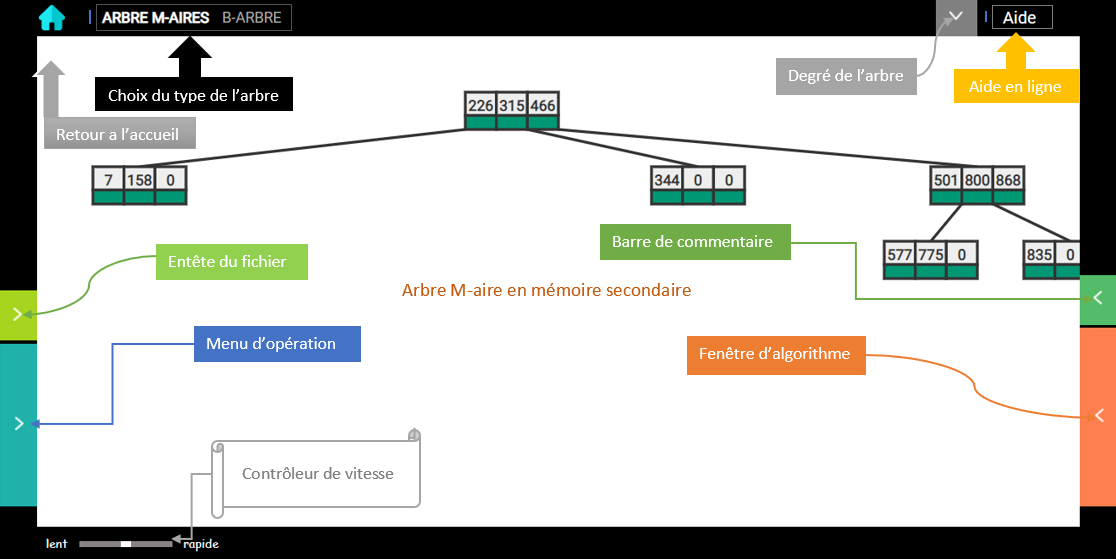 ARBRE M-AIRES B-ARBRE Aide
Choix du type de l'arbre
Degré de l'arbre
Aide en ligne
Retour a l'accueil
226 315 466
7 158 0
344 0 0
501 800 868
577 775 0
835 0
Barre de commentaire
Entête du fichier
Arbre M-aire en mémoire secondaire
Menu d'opération
Fenêtre d'algorithme
Contrôleur de vitesse
lent rapide